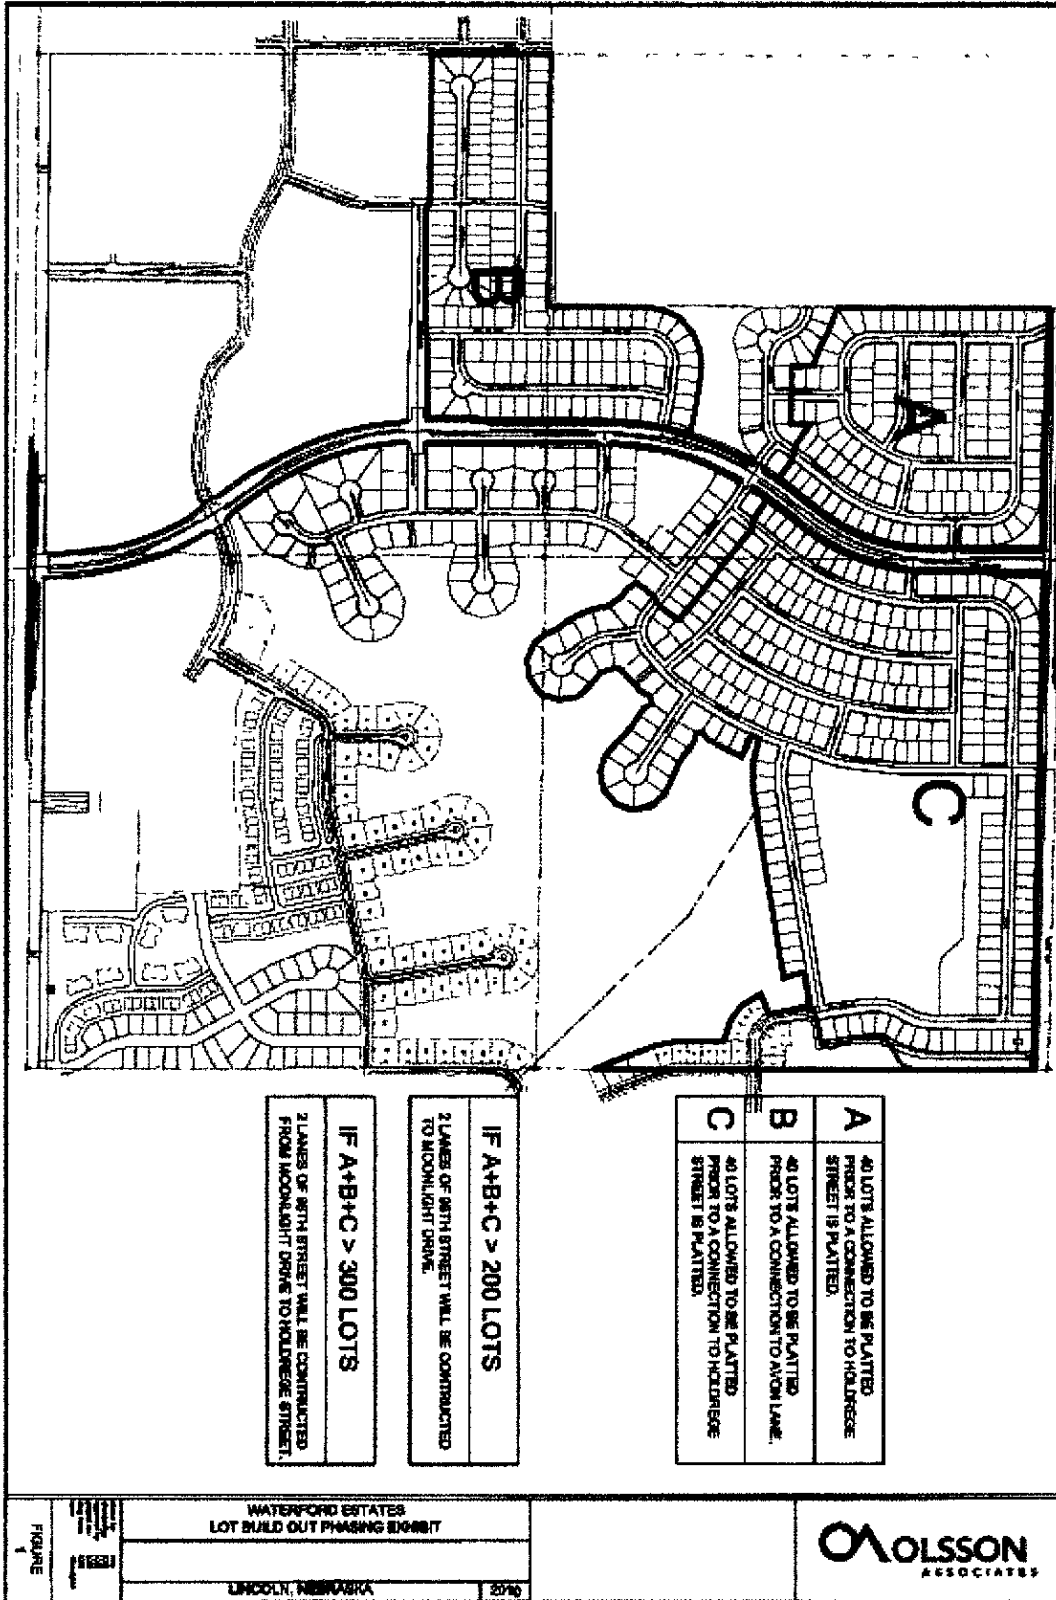 B
A
C
A
40 LOTS ALLOWED TO BE PLATTED
PRIOR TO A CONNECTION TO HOLDREGE
STREET IS PLATTED.
B
40 LOTS ALLOWED TO BE PLATTED
PRIOR TO A CONNECTION TO AVON LANE.
C
40 LOTS ALLOWED TO BE PLATTED
PRIOR TO A CONNECTION TO HOLDREGE
STREET IS PLATTED.
IF A+B+C > 200 LOTS
2 LANES OF 98TH STREET WILL BE CONTRUCTED
TO MOONLIGHT DRIVE.
IF A+B+C > 300 LOTS
2 LANES OF 98TH STREET WILL BE CONTRUCTED
FROM MOONLIGHT DRIVE TO HOLDREGE STREET.
OLSSON
ASSOCIATES
WATERFORD ESTATES
LOT BUILD OUT PHASING EXHIBIT
LINCOLN, NEBRASKA
2010
FIGURE
1